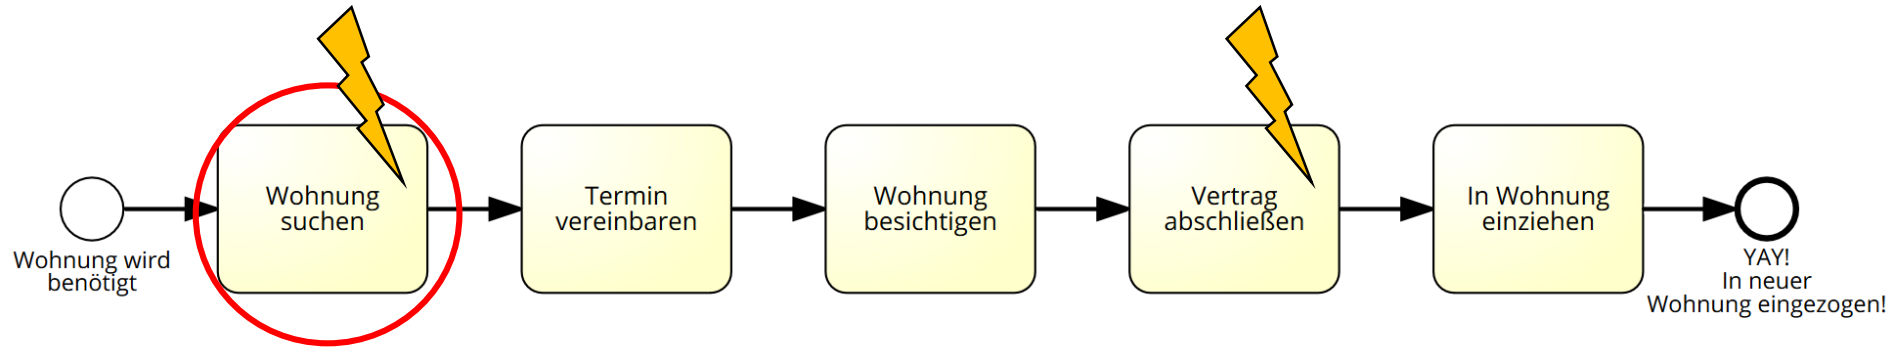 Wohnung wird
benötigt
Wohnung
suchen
Termin
vereinbaren
Wohnung
besichtigen
Vertrag
abschließen
In Wohnung
einziehen
YAY!
In neuer
Wohnung eingezogen!